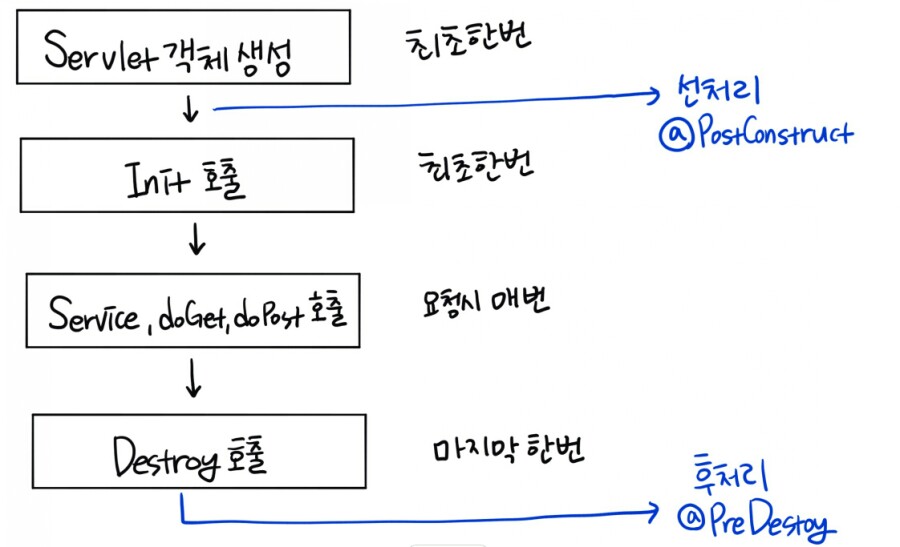 Servlet 객체 생성
최초한번
선처리
@PostConstruct
Init 호출
최초한번
Service, doGet, doPost 호출
요청시 매번
Destroy 호출
마지막 한번
후처리
@PreDestoy